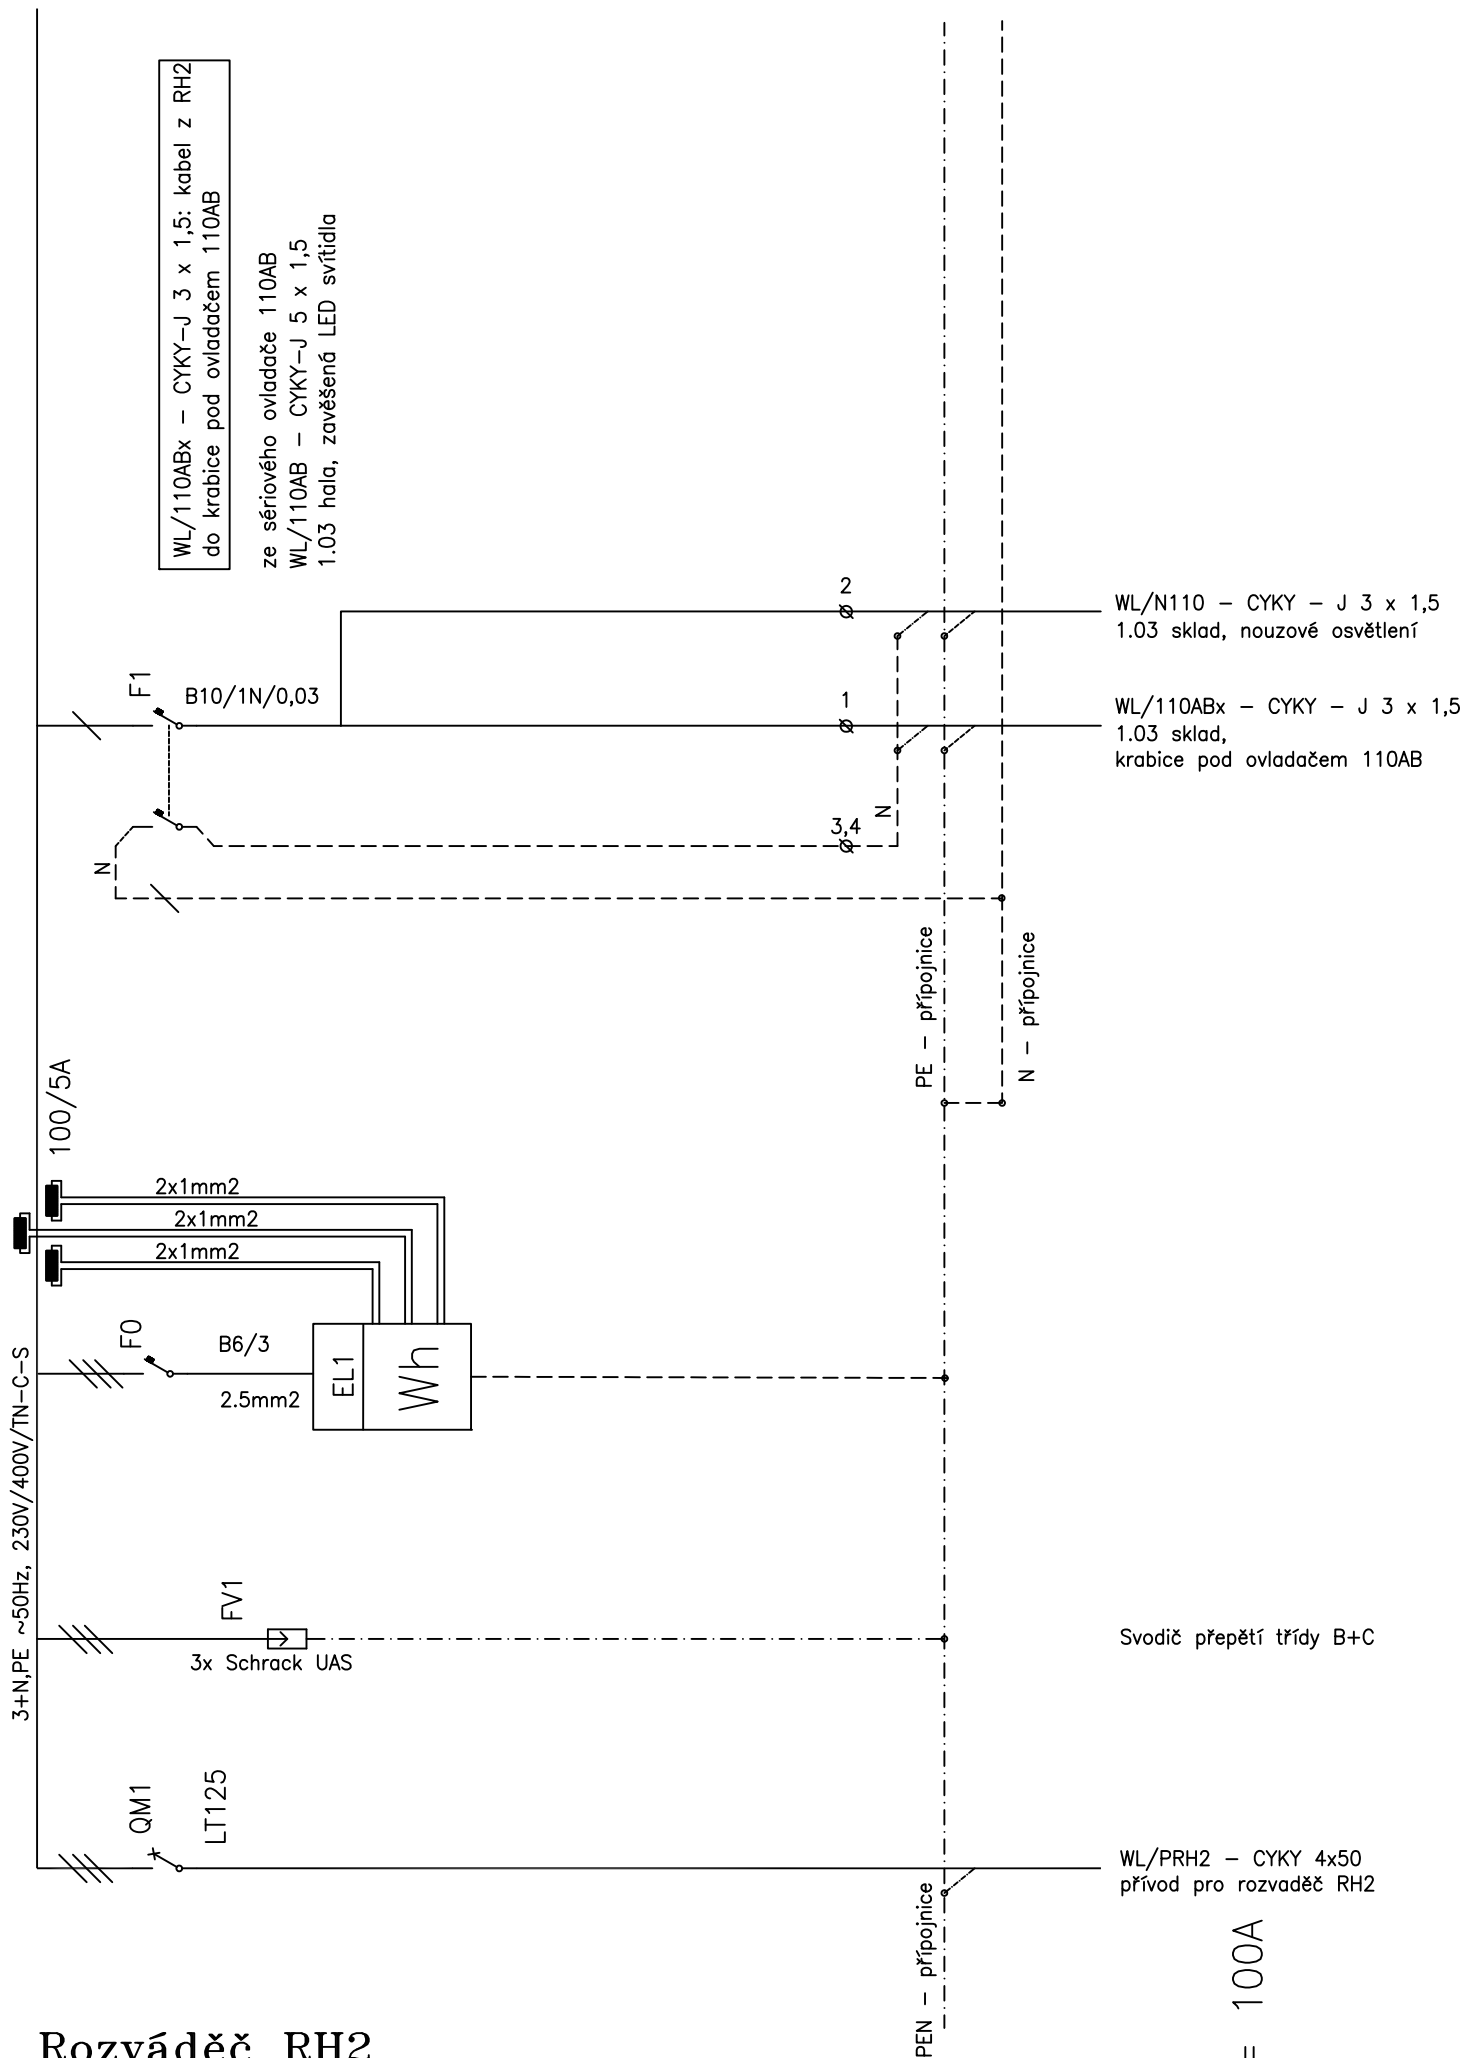 WL/110ABx – CYKY–J 3 x 1,5: kabel z RH2
do krabice pod ovladačem 110AB
ze sériového ovladače 110AB
WL/110AB – CYKY–J 5 x 1,5
1.03 hala, zavěšená LED svítidla
2
WL/N110 – CYKY – J 3 x 1,5
1.03 sklad, nouzové osvětlení
F1
B10/1N/0,03
1
WL/110ABx – CYKY – J 3 x 1,5
1.03 sklad,
krabice pod ovladačem 110AB
N
3,4
N
PE – přípojnice
N – přípojnice
100/5A
2x1mm2
2x1mm2
2x1mm2
F0
B6/3
2.5mm2
EL1
Wh
3+N,PE ~50Hz, 230V/400V/TN–C–S
FV1
3x Schrack UAS
Svodič přepětí třídy B+C
QM1
LT125
WL/PRH2 – CYKY 4x50
přívod pro rozvaděč RH2
PEN – přípojnice
= 100A
Rozváděč RH2